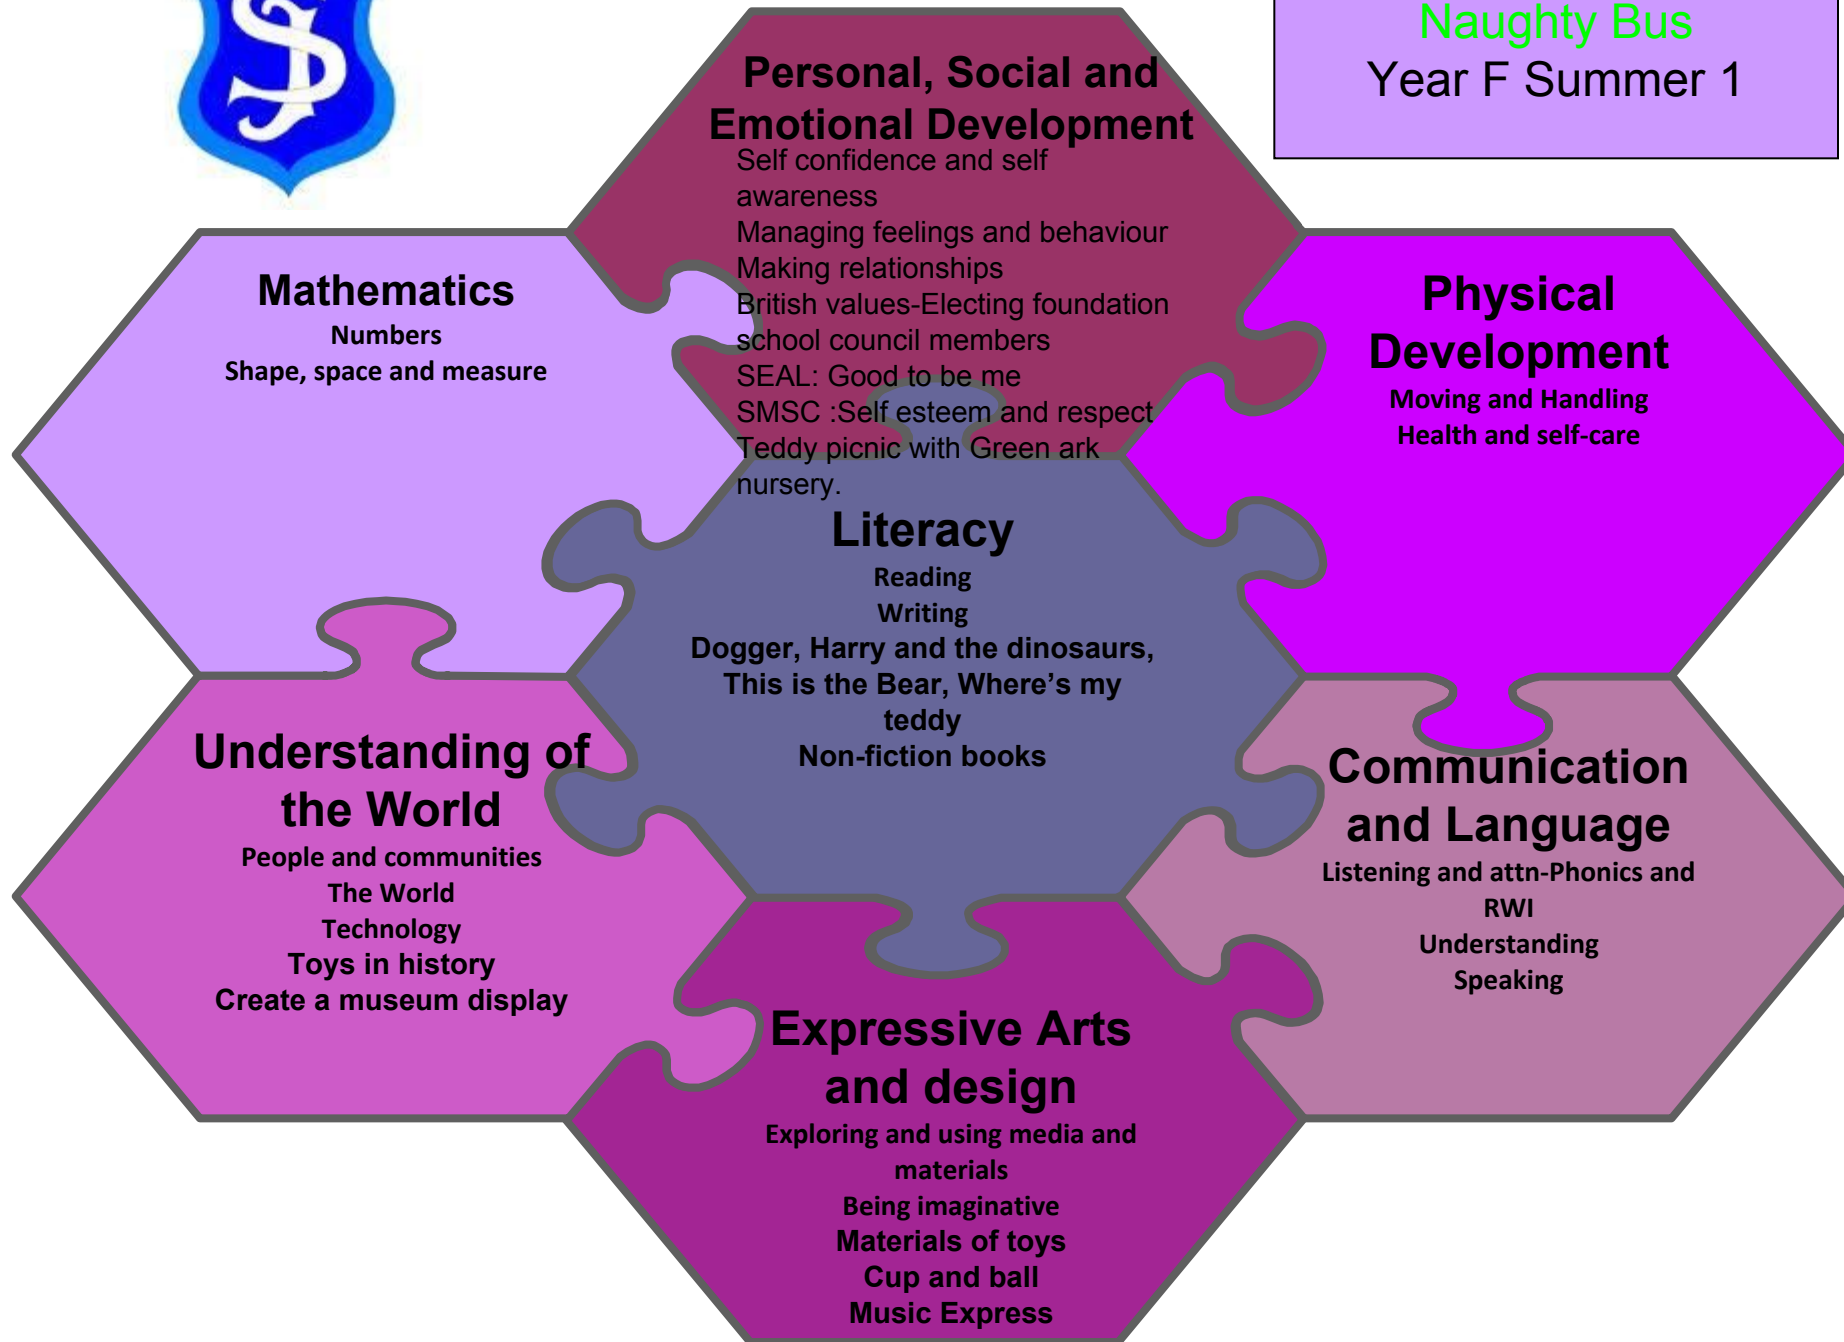 SJ
Naughty Bus
Year F Summer 1
Personal, Social and
Emotional Development
Self confidence and self
awareness
Managing feelings and behaviour
Making relationships
British values-Electing foundation
school council members
SEAL: Good to be me
SMSC :Self esteem and respect
Teddy picnic with Green ark
nursery.
Mathematics
Numbers
Shape, space and measure
Physical
Development
Moving and Handling
Health and self-care
Literacy
Reading
Writing
Dogger, Harry and the dinosaurs,
This is the Bear, Where’s my
teddy
Non-fiction books
Understanding of
the World
People and communities
The World
Technology
Toys in history
Create a museum display
Communication
and Language
Listening and attn-Phonics and
RWI
Understanding
Speaking
Expressive Arts
and design
Exploring and using media and
materials
Being imaginative
Materials of toys
Cup and ball
Music Express